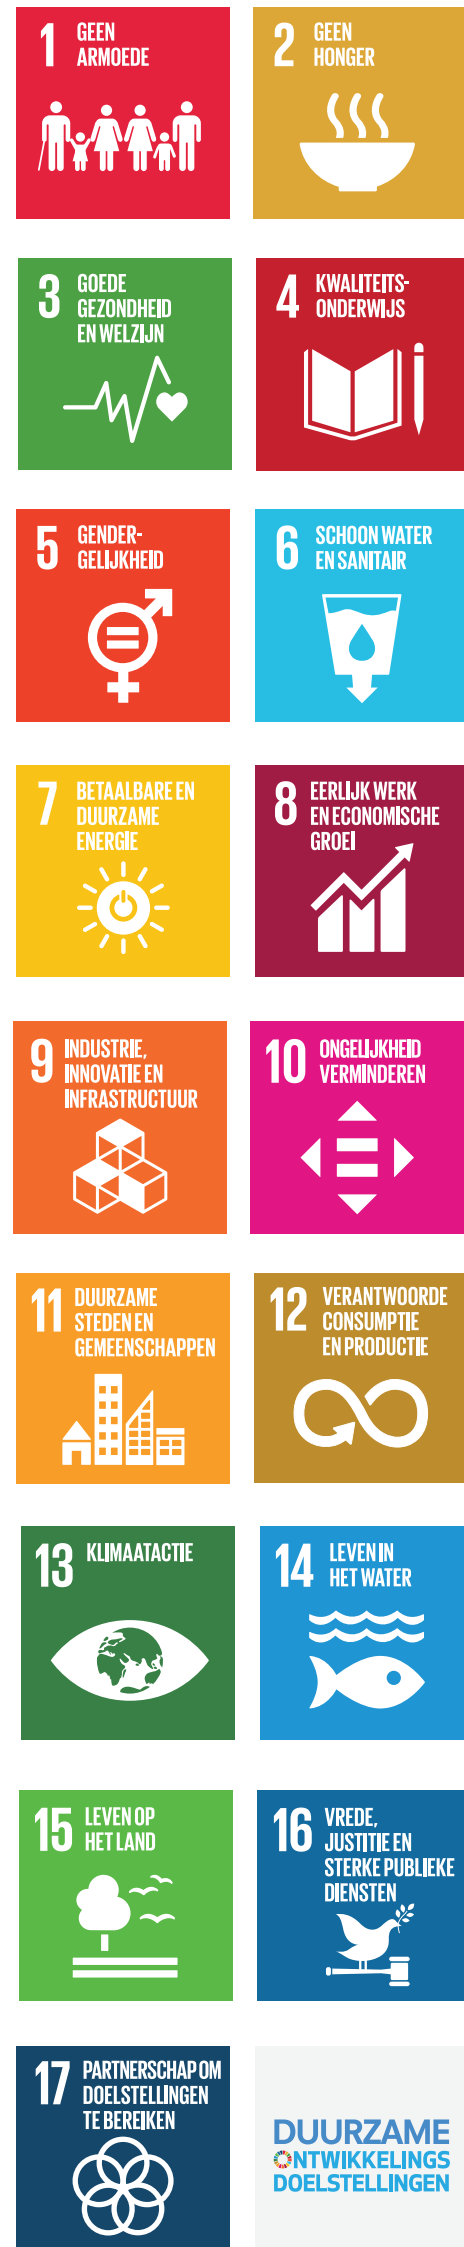 1 GEEN
ARMOEDE
2 GEEN
HONGER
3 GOEDE
GEZONDHEID
EN WELZIJN
4 KWALITEITS-
ONDERWIJS
5 GENDER-
GELIJKHEID
6 SCHOON WATER
EN SANITAIR
7 BETAALBARE EN
DUURZAME
ENERGIE
8 EERLIJK WERK
EN ECONOMISCHE
GROEI
9 INDUSTRIE,
INNOVATIE EN
INFRASTRUCTUUR
10 ONGELIJKHEID
VERMINDEREN
11 DUURZAME
STEDEN EN
GEMEENSCHAPPEN
12 VERANTWOORDE
CONSUMPTIE
EN PRODUCTIE
13 KLIMAATACTIE
14 LEVEN IN
HET WATER
15 LEVEN OP
HET LAND
16 VREDE,
JUSTITIE EN
STERKE PUBLIEKE
DIENSTEN
17 PARTNERSCHAP OM
DOELSTELLINGEN
TE BEREIKEN
DUURZAME
ONTWIKKELINGS
DOELSTELLINGEN